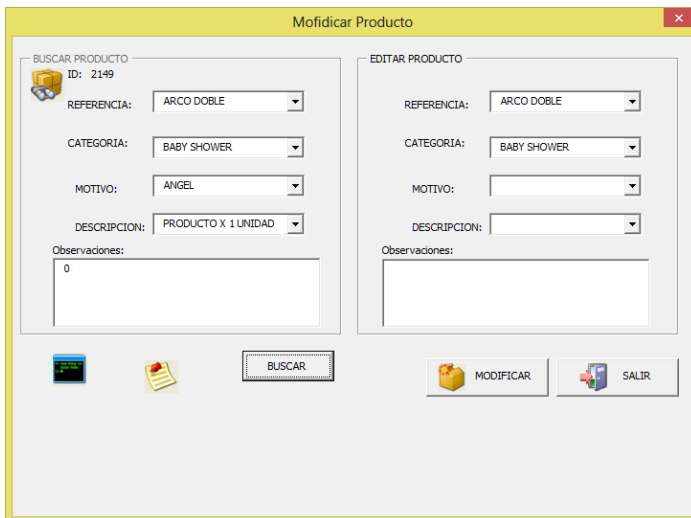 Mofidicar Producto
BUSCAR PRODUCTO
ID: 2149
REFERENCIA: ARCO DOBLE
CATEGORIA: BABY SHOWER
MOTIVO: ANGEL
DESCRIPCION: PRODUCTO X 1 UNIDAD
Observaciones:
0
BUSCAR
EDITAR PRODUCTO
REFERENCIA: ARCO DOBLE
CATEGORIA: BABY SHOWER
MOTIVO:
DESCRIPCION:
Observaciones:
MODIFICAR
SALIR